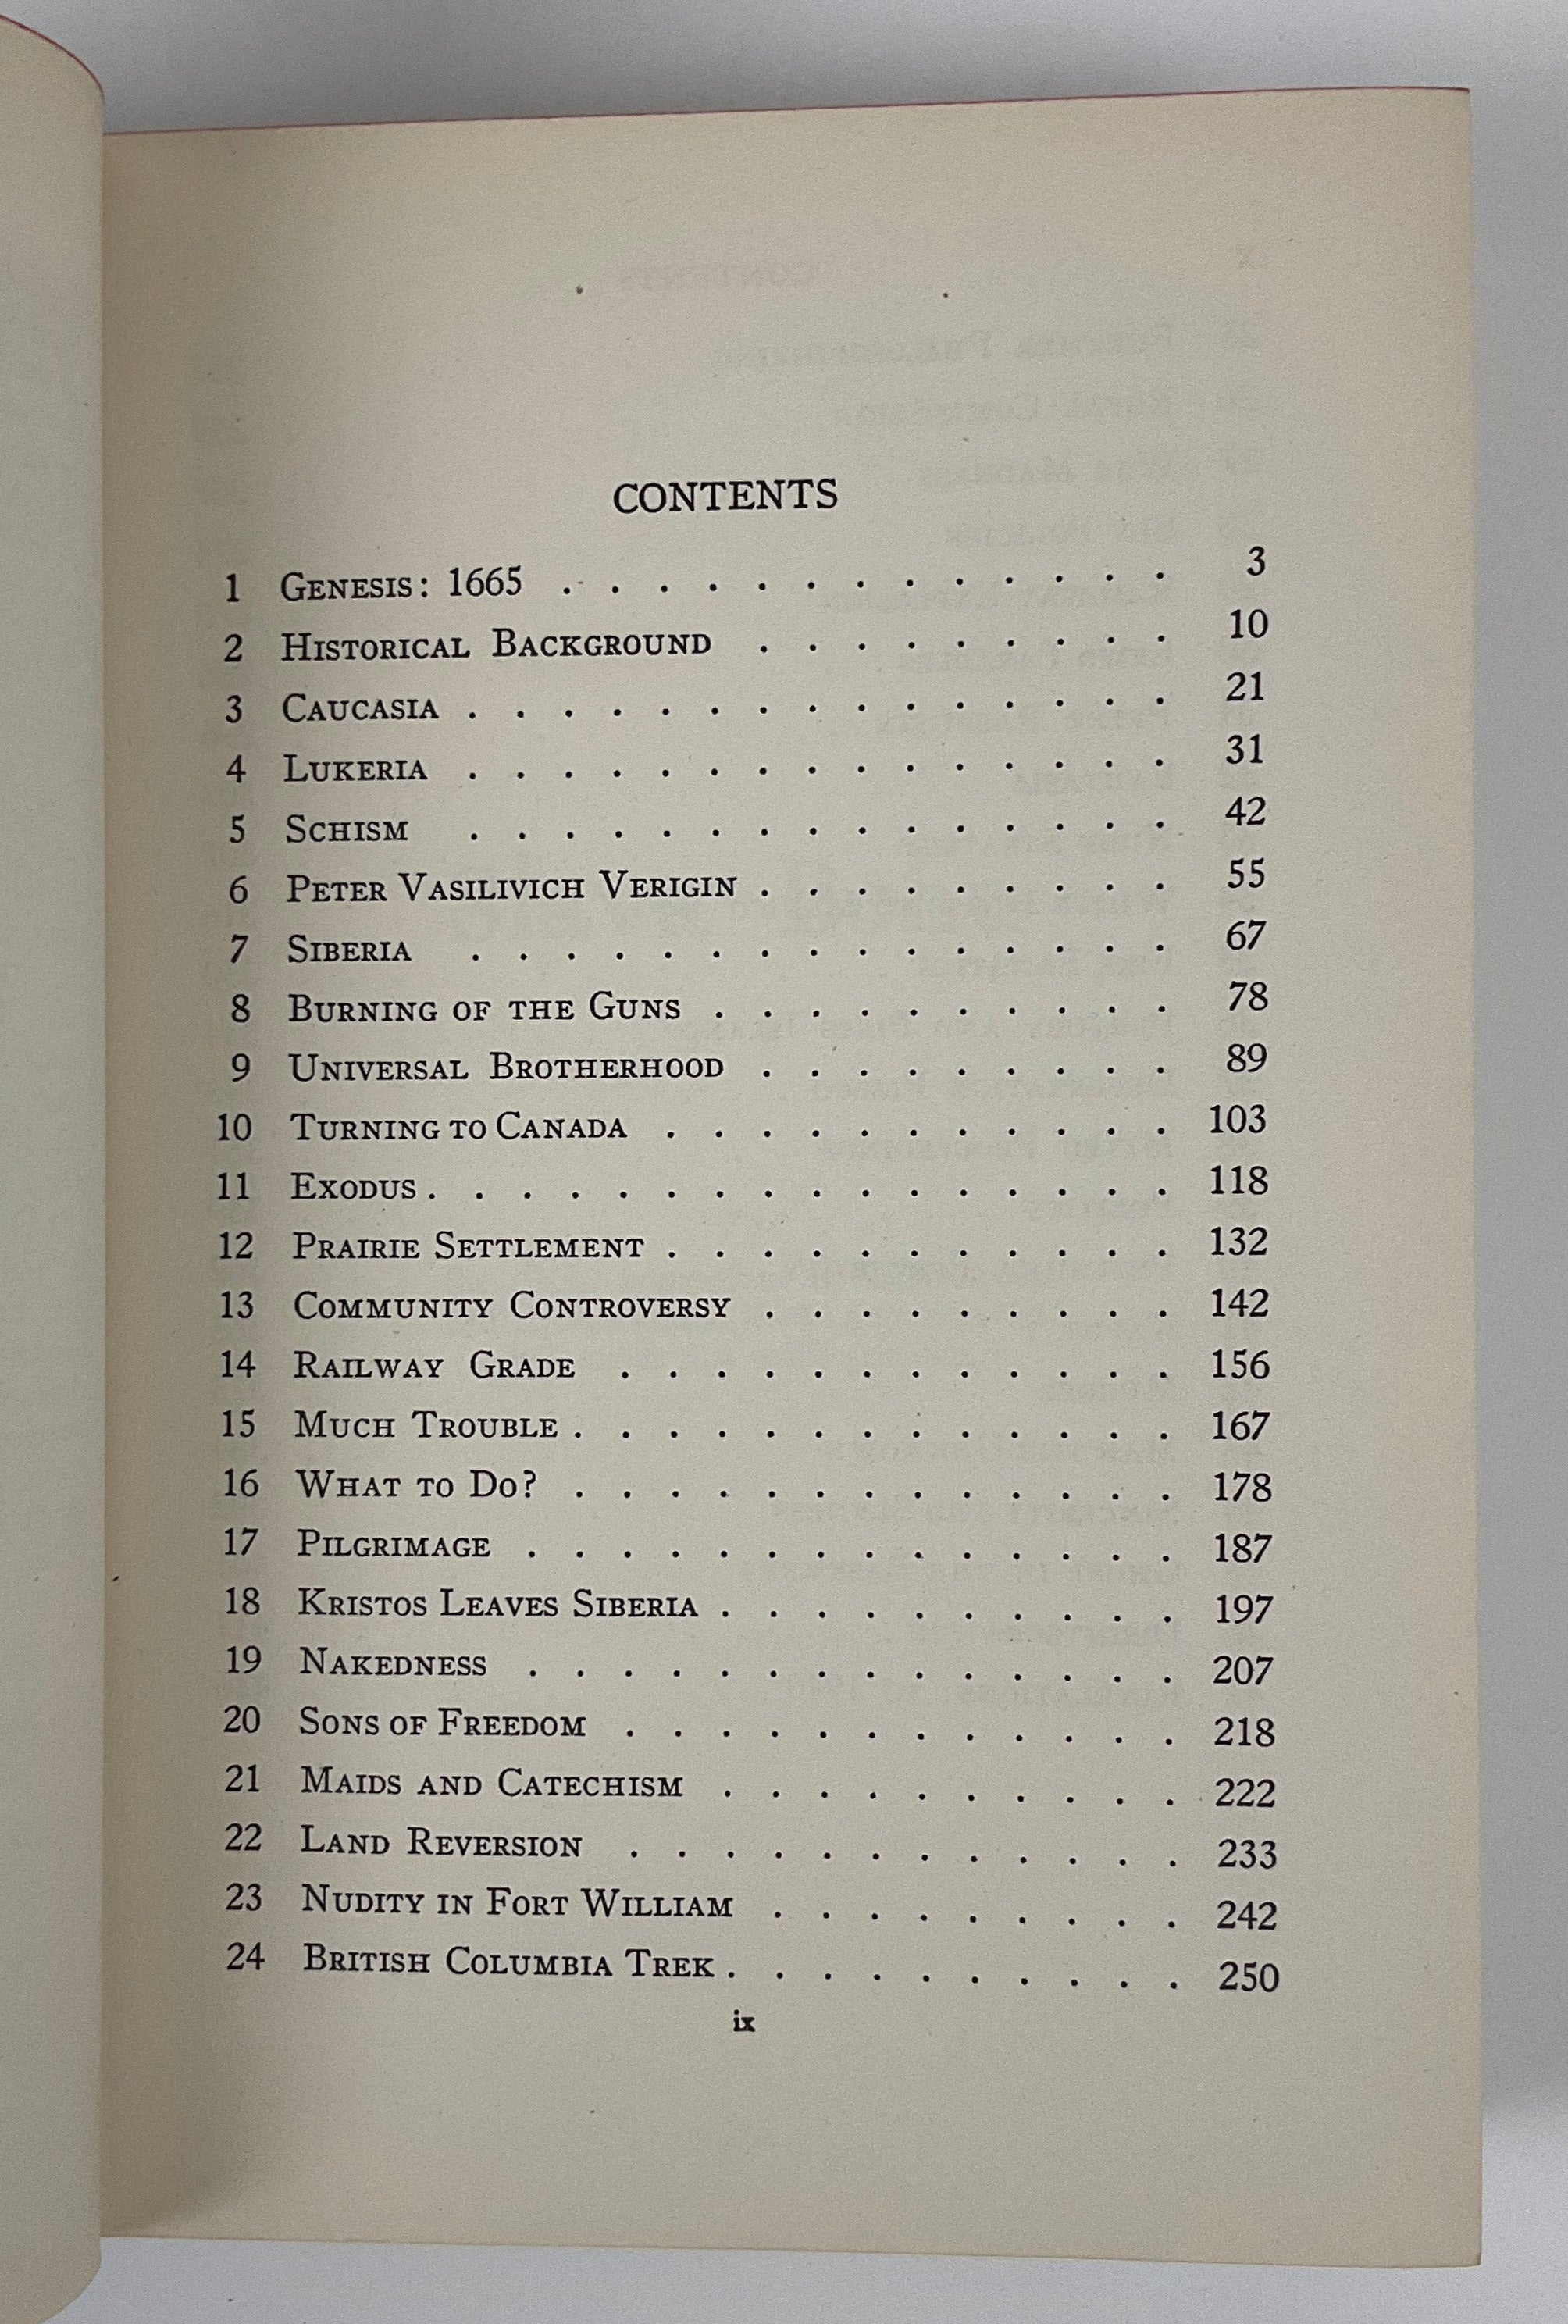 CONTENTS
1 GENESIS: 1665 . . . . . . . . . . . . . 3
2 HISTORICAL BACKGROUND . . . . . . . . . 10
3 CAUCASIA . . . . . . . . . . . . . . . 21
4 LUKERIA . . . . . . . . . . . . . . . 31
5 SCHISM . . . . . . . . . . . . . . . 42
6 PETER VASILIVICH VERIGIN . . . . . . . . . 55
7 SIBERIA . . . . . . . . . . . . . . . 67
8 BURNING OF THE GUNS . . . . . . . . . . 78
9 UNIVERSAL BROTHERHOOD . . . . . . . . . 89
10 TURNING TO CANADA . . . . . . . . . . . 103
11 EXODUS . . . . . . . . . . . . . . . . 118
12 PRAIRIE SETTLEMENT . . . . . . . . . . . 132
13 COMMUNITY CONTROVERSY . . . . . . . . . 142
14 RAILWAY GRADE . . . . . . . . . . . . 156
15 MUCH TROUBLE . . . . . . . . . . . . . 167
16 WHAT TO DO? . . . . . . . . . . . . . 178
17 PILGRIMAGE . . . . . . . . . . . . . . 187
18 KRISTOS LEAVES SIBERIA . . . . . . . . . . 197
19 NAKEDNESS . . . . . . . . . . . . . . 207
20 SONS OF FREEDOM . . . . . . . . . . . . 218
21 MAIDS AND CATECHISM . . . . . . . . . . 222
22 LAND REVERSION . . . . . . . . . . . . 233
23 NUDITY IN FORT WILLIAM . . . . . . . . . 242
24 BRITISH COLUMBIA TREK . . . . . . . . . . 250
ix